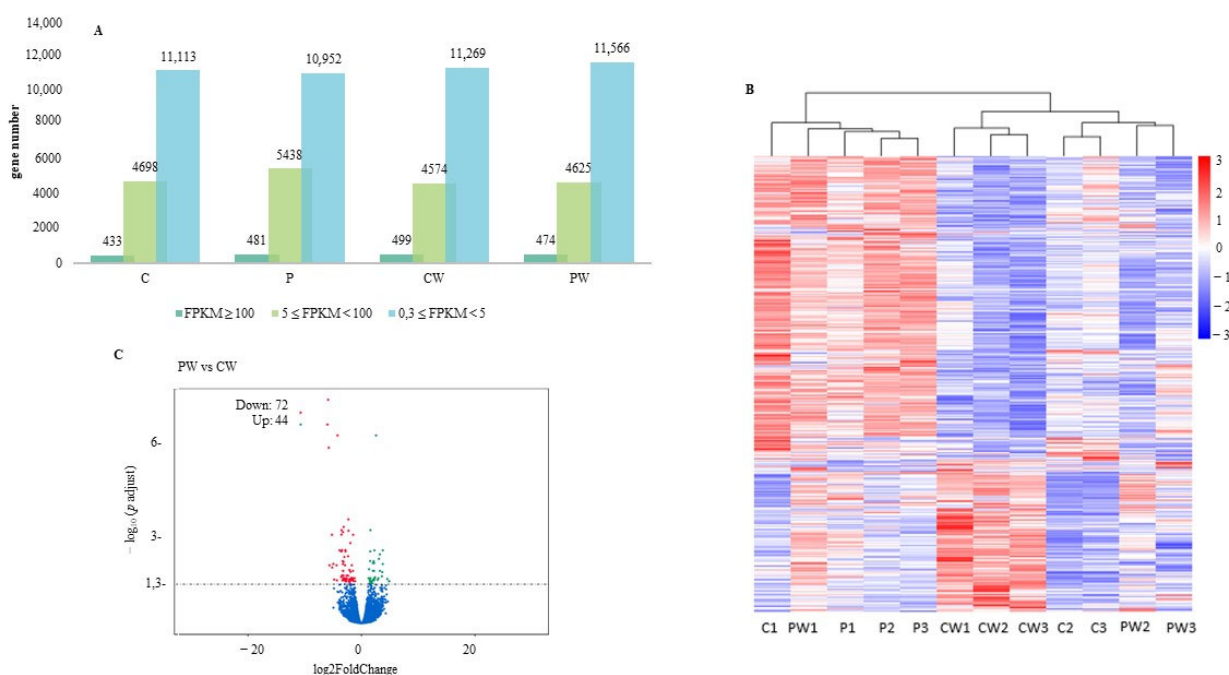 A
14,000
12,000
10,000
8000
6000
4000
2000
0
gene number
11,113
10,952
11,269
11,566
4698
5438
4574
4625
433
481
499
474
C P CW PW
FPKM ≥ 100 5 ≤ FPKM < 100 0,3 ≤ FPKM < 5
B
3
2
1
0
−1
−2
−3
C1 PW1 P1 P2 P3 CW1 CW2 CW3 C2 C3 PW2 PW3
C
PW vs CW
Down: 72
Up: 44
6-
3-
1,3-
− log₁₀ (p adjust)
− 20 0 20
log2FoldChange